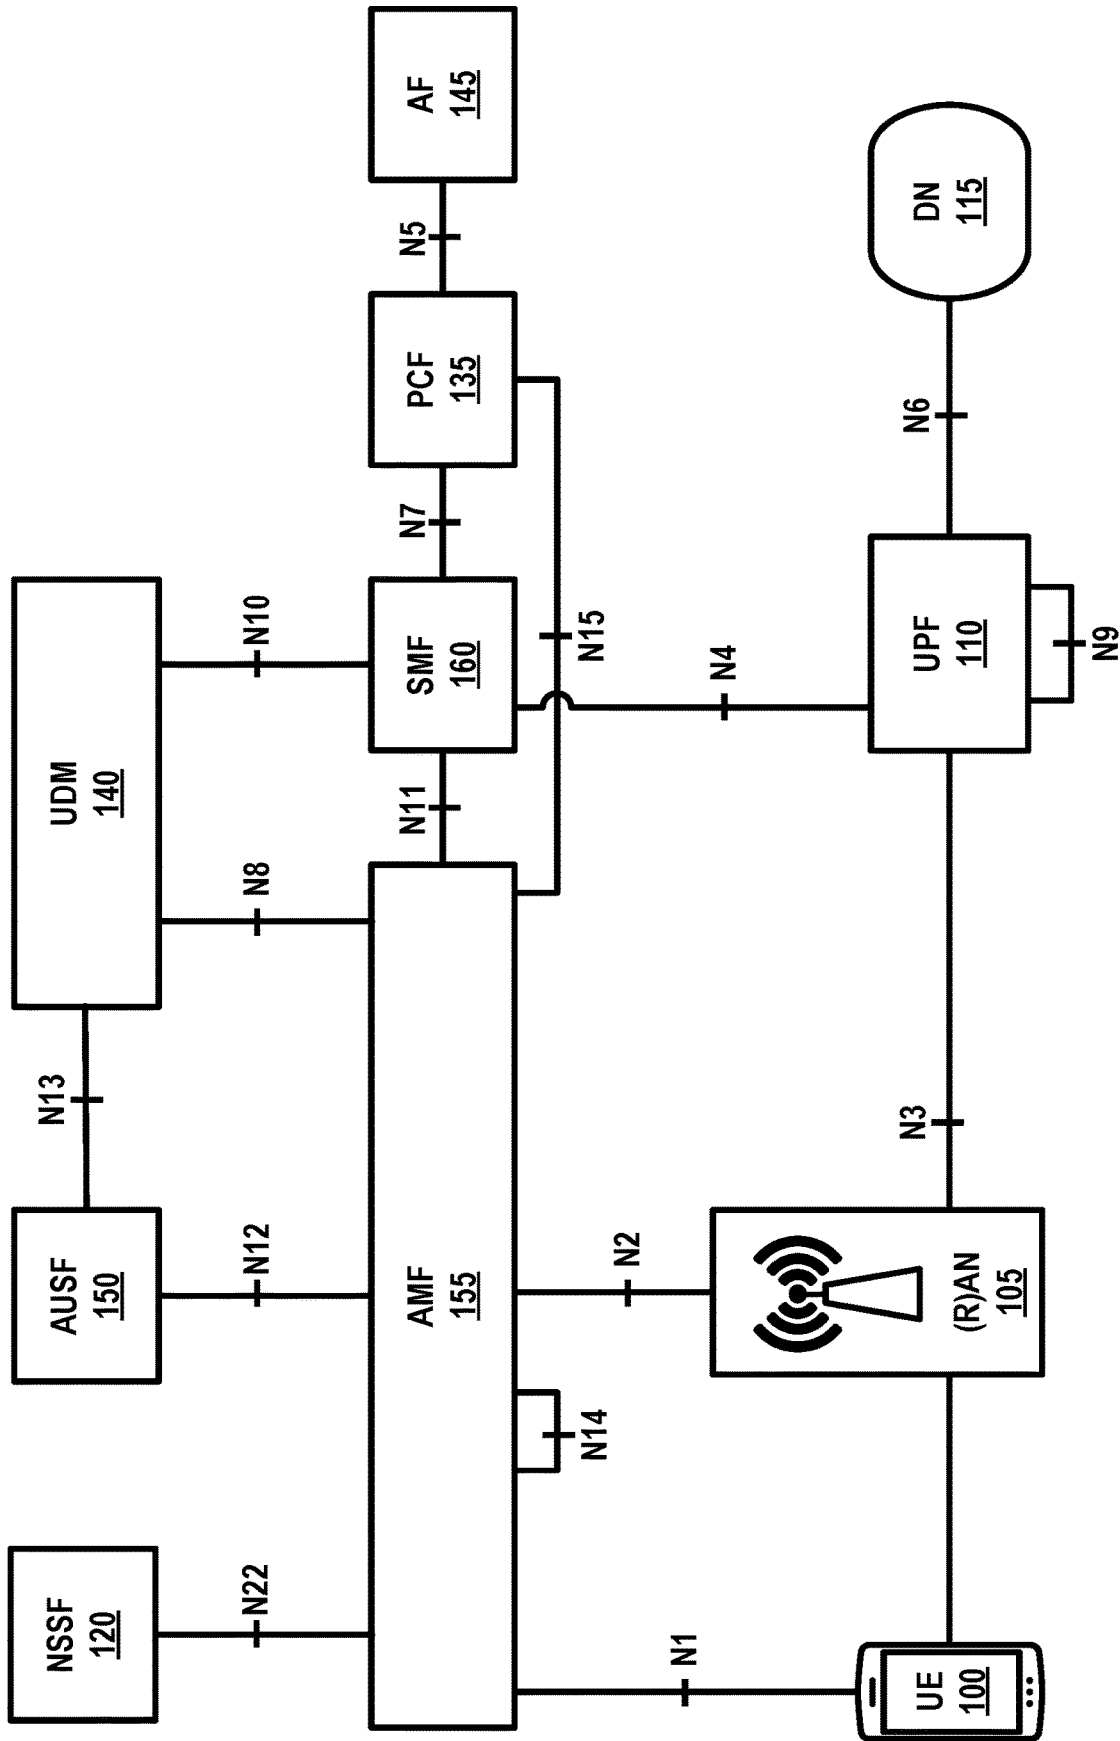 NSSF
120
AUSF
150
UDM
140
N13
N22
N12
N8
N10
AMF
155
N11
SMF
160
N7
PCF
135
N5
AF
145
N14
N15
N1
N2
N4
UE
100
(R)AN
105
N3
UPF
110
N6
DN
115
N9